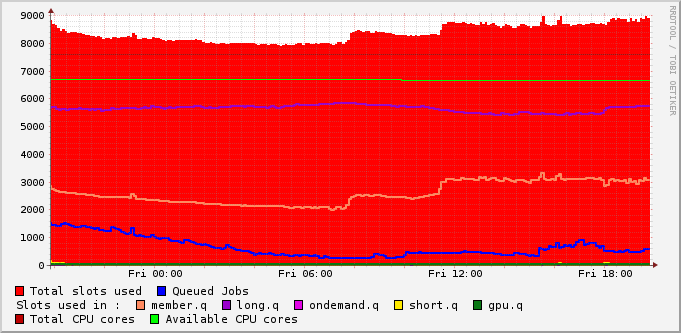 RRDTOOL / TOBI OETIKER
9000
8000
7000
6000
5000
4000
3000
2000
1000
0
Fri 00:00 Fri 06:00 Fri 12:00 Fri 18:00
Total slots used Queued Jobs
Slots used in : member.q long.q ondemand.q short.q gpu.q
Total CPU cores Available CPU cores